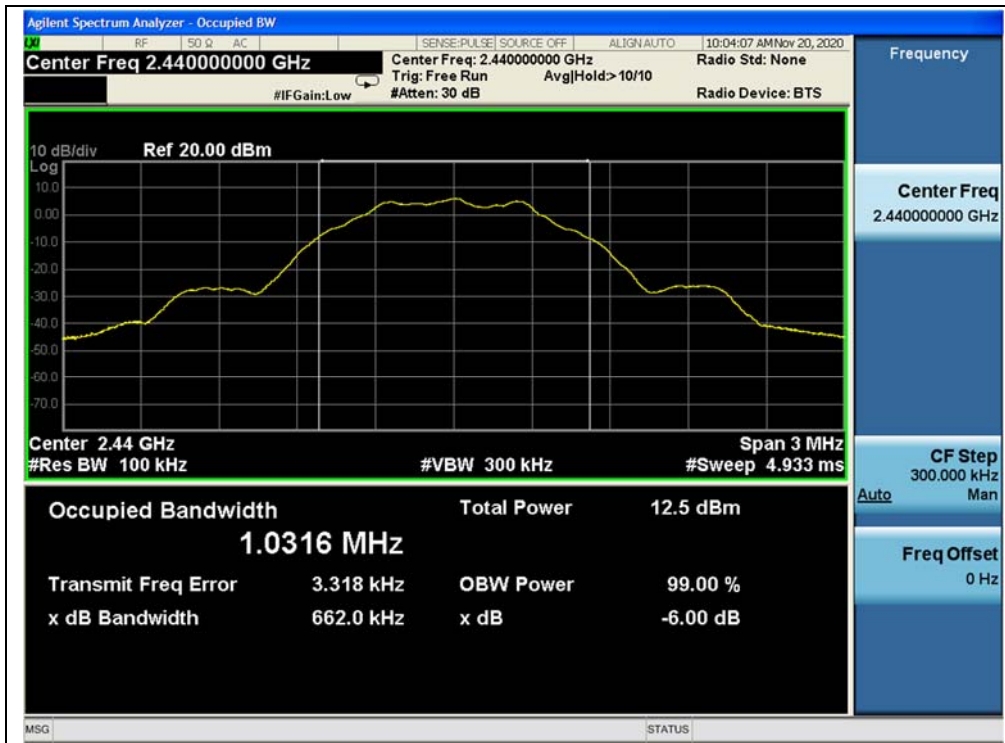 Agilent Spectrum Analyzer - Occupied BW
LXI RF 50 Ω AC SENSE:PULSE SOURCE OFF ALIGN AUTO 10:04:07 AM Nov 20, 2020
Center Freq 2.440000000 GHz
Center Freq: 2.440000000 GHz
Radio Std: None
Trig: Free Run Avg|Hold:> 10/10
#IFGain:Low #Atten: 30 dB
Radio Device: BTS
10 dB/div Ref 20.00 dBm
Log
10.0
0.00
-10.0
-20.0
-30.0
-40.0
-50.0
-60.0
-70.0
Center 2.44 GHz Span 3 MHz
#Res BW 100 kHz #VBW 300 kHz #Sweep 4.933 ms
Occupied Bandwidth Total Power 12.5 dBm
1.0316 MHz
Transmit Freq Error 3.318 kHz OBW Power 99.00 %
x dB Bandwidth 662.0 kHz x dB -6.00 dB
MSG STATUS
Frequency
Center Freq
2.440000000 GHz
CF Step
300.000 kHz
Auto Man
Freq Offset
0 Hz